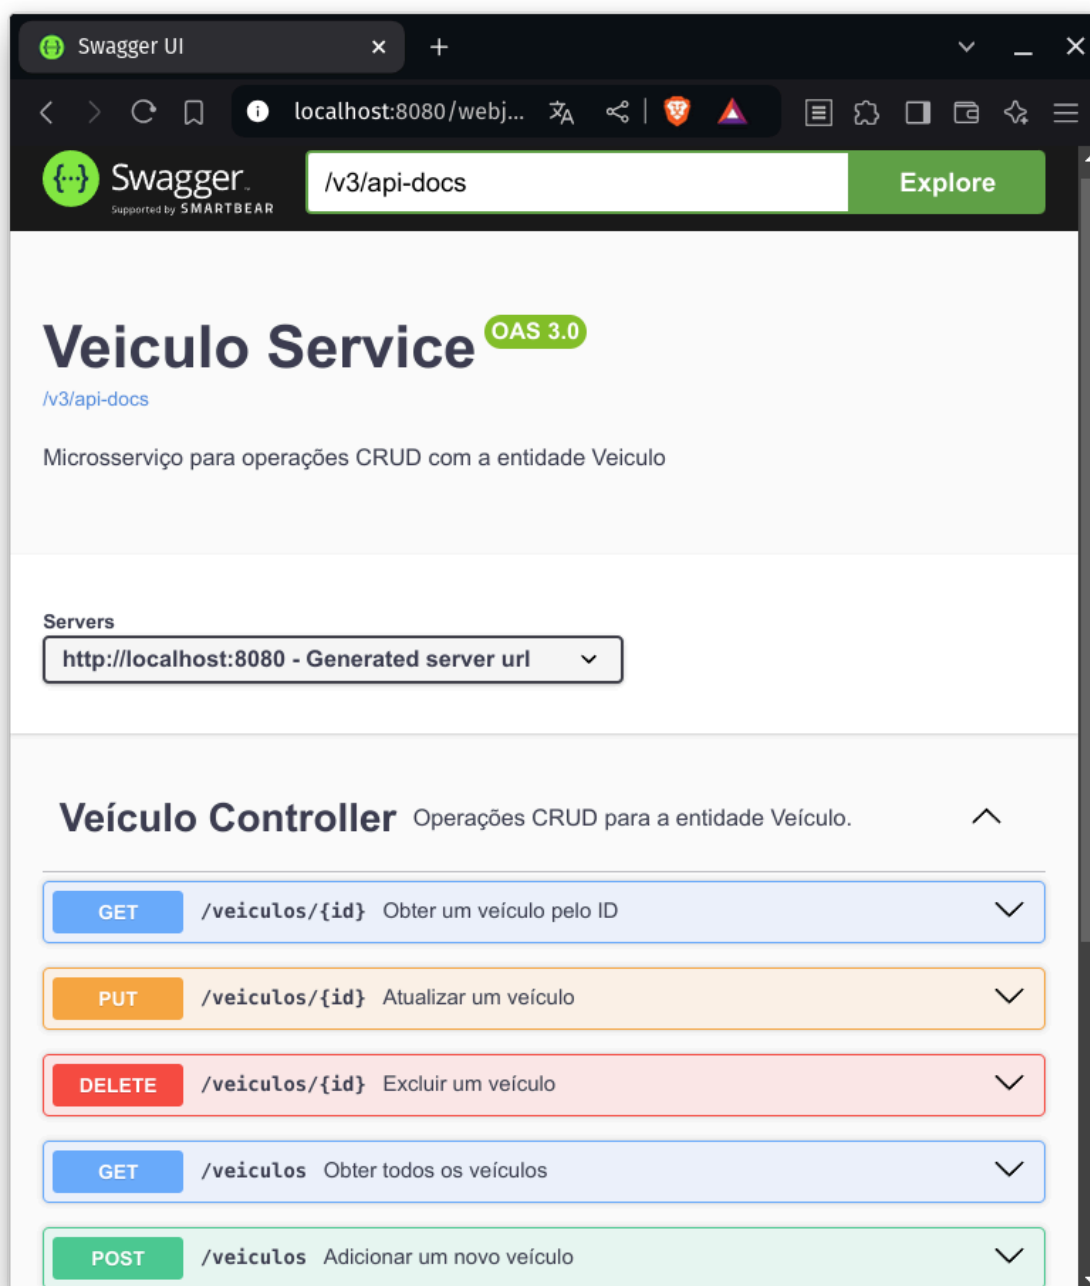 Swagger UI
localhost:8080/webj...
Swagger.
Supported by SMARTBEAR
/v3/api-docs
Explore
Veiculo Service OAS 3.0
/v3/api-docs
Microsserviço para operações CRUD com a entidade Veiculo
Servers
http://localhost:8080 - Generated server url
Veículo Controller Operações CRUD para a entidade Veículo.
GET /veiculos/{id} Obter um veículo pelo ID
PUT /veiculos/{id} Atualizar um veículo
DELETE /veiculos/{id} Excluir um veículo
GET /veiculos Obter todos os veículos
POST /veiculos Adicionar um novo veículo